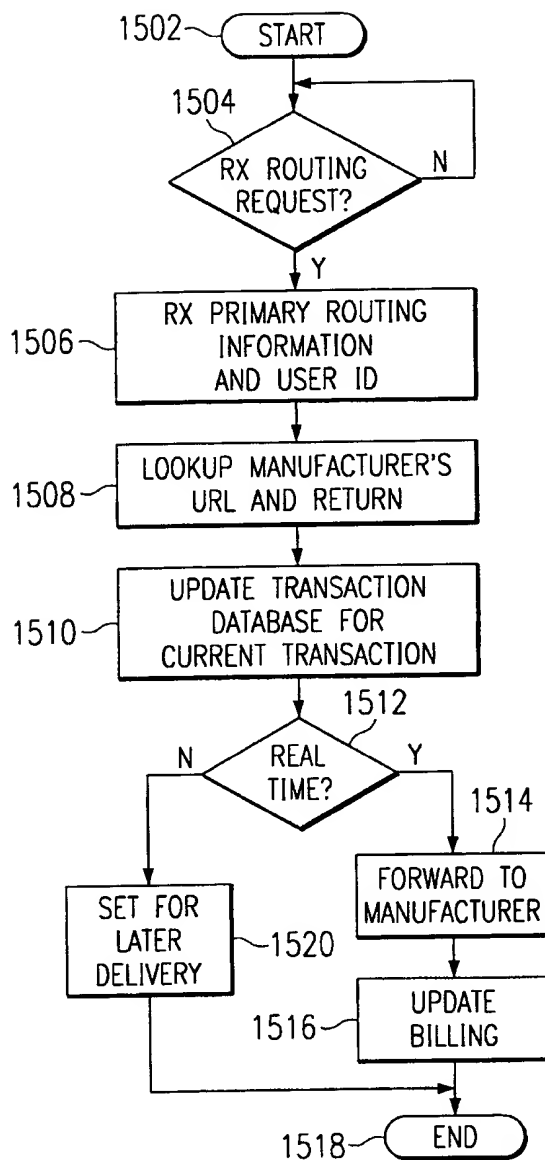 1502
START
1504
RX ROUTING
REQUEST?
N
Y
1506
RX PRIMARY ROUTING
INFORMATION
AND USER ID
1508
LOOKUP MANUFACTURER'S
URL AND RETURN
1510
UPDATE TRANSACTION
DATABASE FOR
CURRENT TRANSACTION
1512
N
REAL
TIME?
Y
1514
FORWARD TO
MANUFACTURER
SET FOR
LATER
DELIVERY
1520
1516
UPDATE
BILLING
1518
END